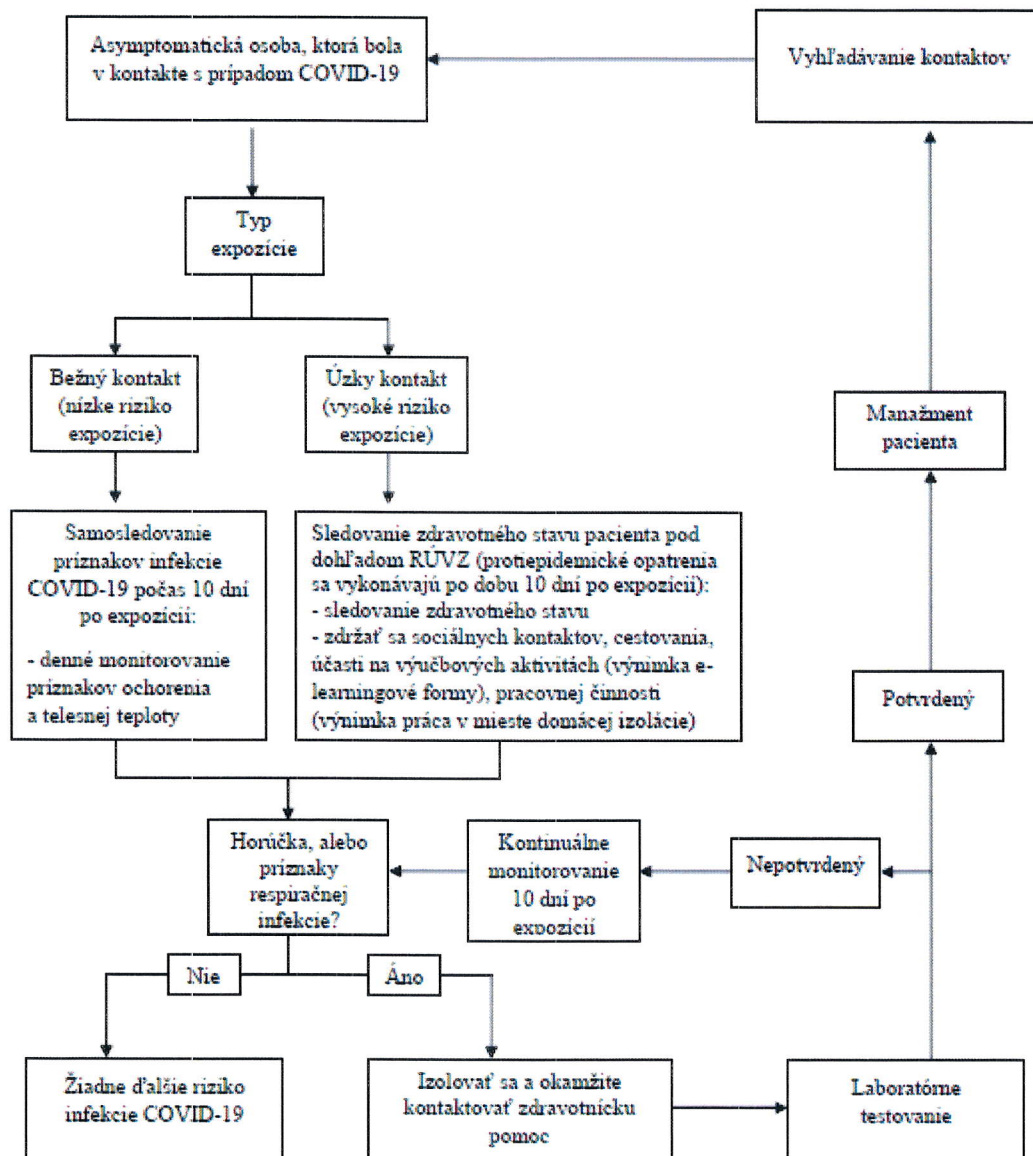 Asymptomatická osoba, ktorá bola
v kontakte s prípadom COVID-19
Vyhľadávanie kontaktov
Typ
expozície
Bežný kontakt
(nízke riziko
expozície)
Úzky kontakt
(vysoké riziko
expozície)
Manažment
pacienta
Samosledovanie
príznakov infekcie
COVID-19 počas 10 dní
po expozícií:
- denné monitorovanie
príznakov ochorenia
a telesnej teploty
Sledovanie zdravotného stavu pacienta pod
dohľadom RÚVZ (protiepidemické opatrenia
sa vykonávajú po dobu 10 dní po expozícií):
- sledovanie zdravotného stavu
- zdržať sa sociálnych kontaktov, cestovania,
účasti na výučbových aktivitách (výnimka e-
learningové formy), pracovnej činnosti
(výnimka práca v mieste domácej izolácie)
Potvrdený
Horúčka, alebo
príznaky
respiračnej
infekcie?
Kontinuálne
monitorovanie
10 dní po
expozícií
Nepotvrdený
Nie
Áno
Žiadne ďalšie riziko
infekcie COVID-19
Izolovať sa a okamžite
kontaktovať zdravotnícku
pomoc
Laboratórne
testovanie